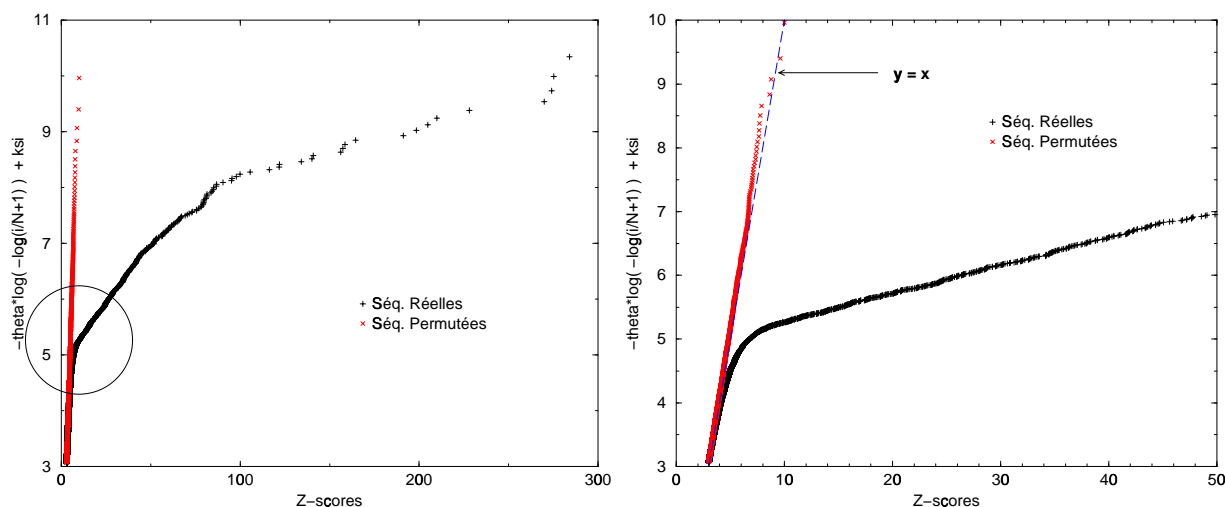 11
9
7
5
3
0
100
200
300
−theta*log( −log(i/N+1) ) + ksi
Z−scores
Séq. Réelles
Séq. Permutées
10
9
8
7
6
5
4
3
0
10
20
30
40
50
−theta*log( −log(i/N+1) ) + ksi
Z−scores
y = x
Séq. Réelles
Séq. Permutées